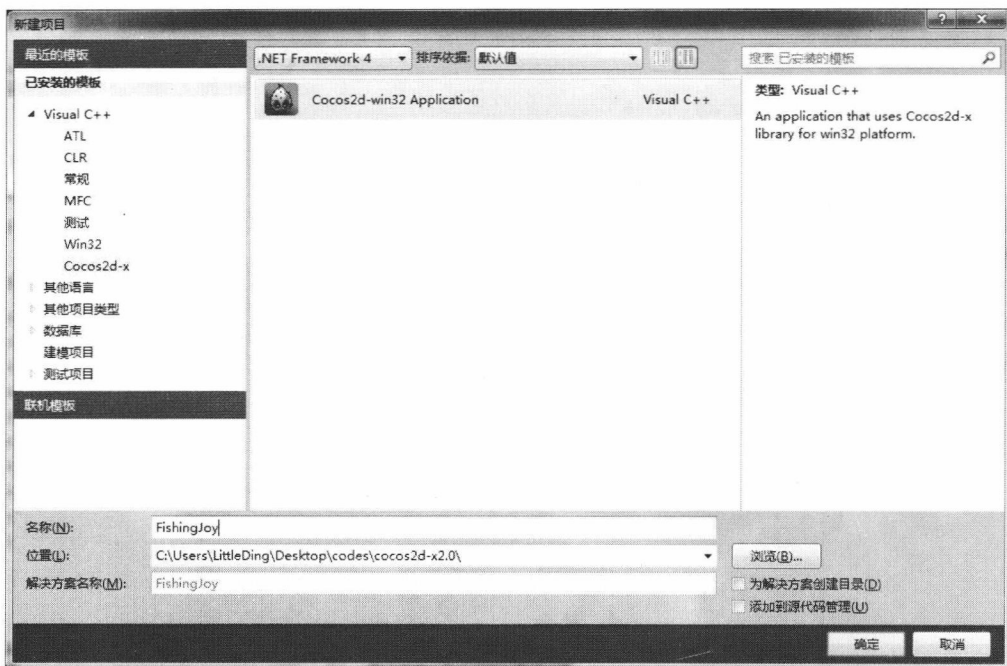 新建项目
最近的模板
已安装的模板
Visual C++
ATL
CLR
常规
MFC
测试
Win32
Cocos2d-x
其他语言
其他项目类型
数据库
建模项目
测试项目
联机模板
.NET Framework 4 排序依据: 默认值
Cocos2d-win32 Application Visual C++
搜索 已安装的模板
类型: Visual C++
An application that uses Cocos2d-x
library for win32 platform.
名称(N): FishingJoy
位置(L): C:\Users\LittleDing\Desktop\codes\cocos2d-x2.0\ 浏览(B)...
解决方案名称(M): FishingJoy
为解决方案创建目录(D)
添加到源代码管理(U)
确定 取消